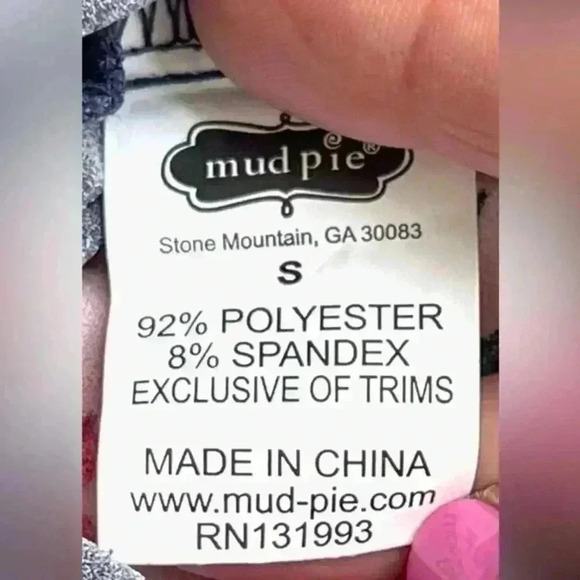 mud pie®
Stone Mountain, GA 30083
S
92% POLYESTER
8% SPANDEX
EXCLUSIVE OF TRIMS
MADE IN CHINA
www.mud-pie.com
RN131993